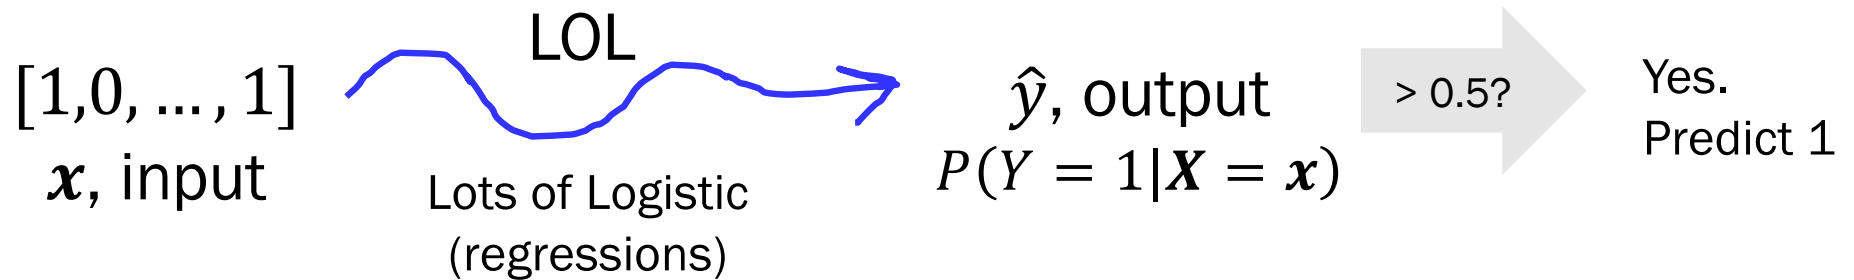 [1,0, … , 1]
𝒙, input
LOL
Lots of Logistic
(regressions)
ŷ, output
P(Y = 1|𝑿 = 𝒙)
> 0.5?
Yes.
Predict 1